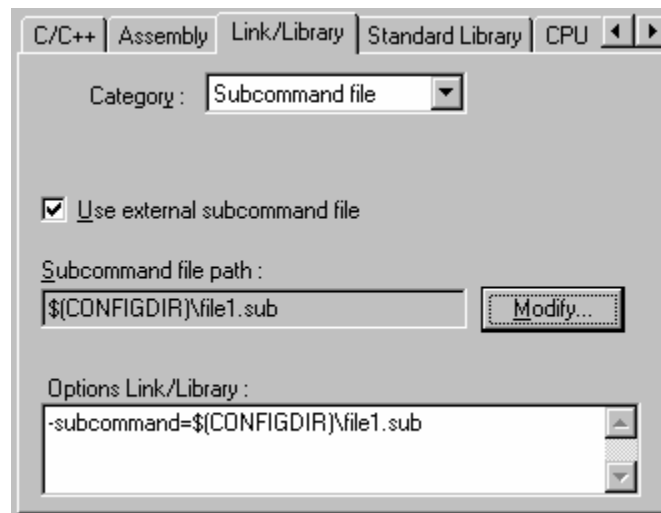 C/C++ Assembly Link/Library Standard Library CPU
Category : Subcommand file
Use external subcommand file
Subcommand file path :
$(CONFIGDIR)\file1.sub Modify...
Options Link/Library :
-subcommand=$(CONFIGDIR)\file1.sub